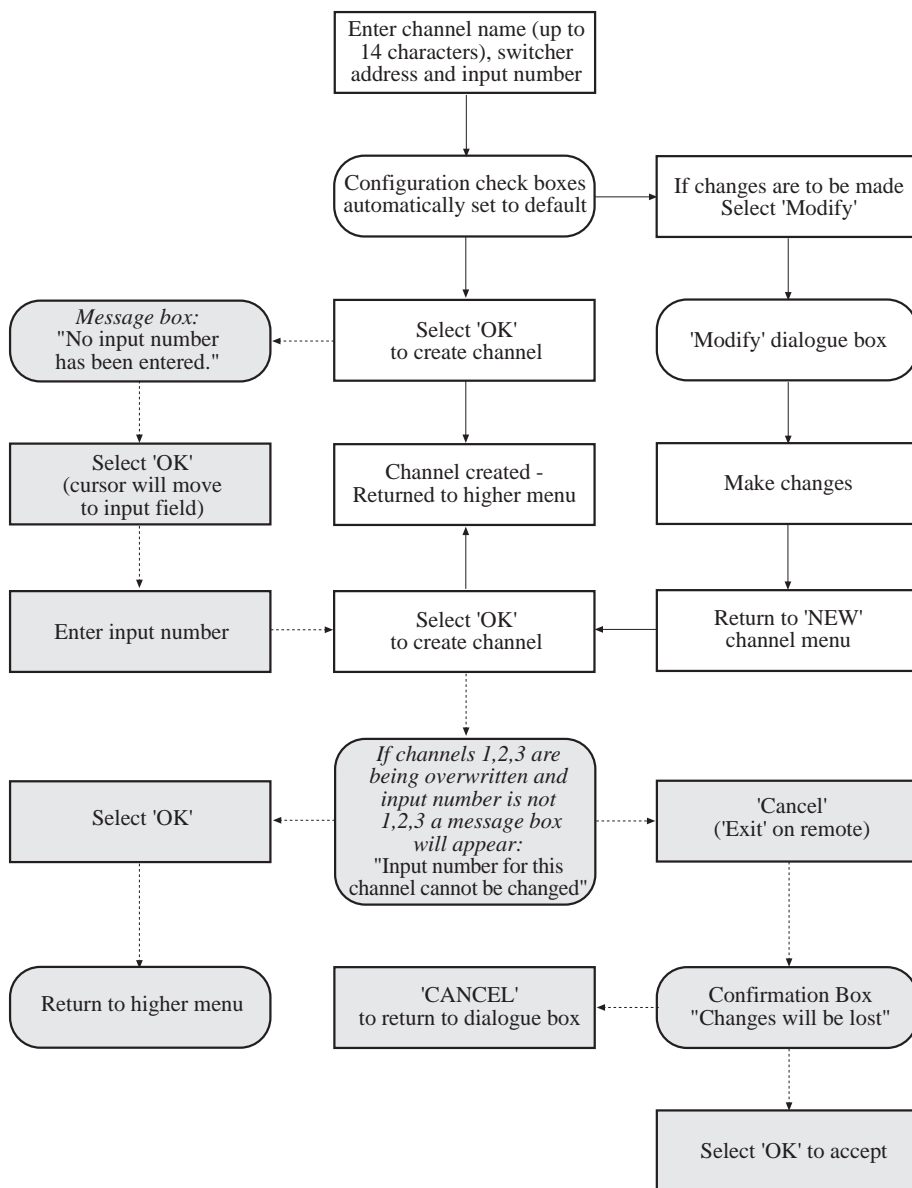 Enter channel name (up to
14 characters), switcher
address and input number
Configuration check boxes
automatically set to default
If changes are to be made
Select 'Modify'
Message box:
"No input number
has been entered."
Select 'OK'
to create channel
'Modify' dialogue box
Select 'OK'
(cursor will move
to input field)
Channel created -
Returned to higher menu
Make changes
Enter input number
Select 'OK'
to create channel
Return to 'NEW'
channel menu
Select 'OK'
If channels 1,2,3 are
being overwritten and
input number is not
1,2,3 a message box
will appear:
"Input number for this
channel cannot be changed"
'Cancel'
('Exit' on remote)
Return to higher menu
'CANCEL'
to return to dialogue box
Confirmation Box
"Changes will be lost"
Select 'OK' to accept